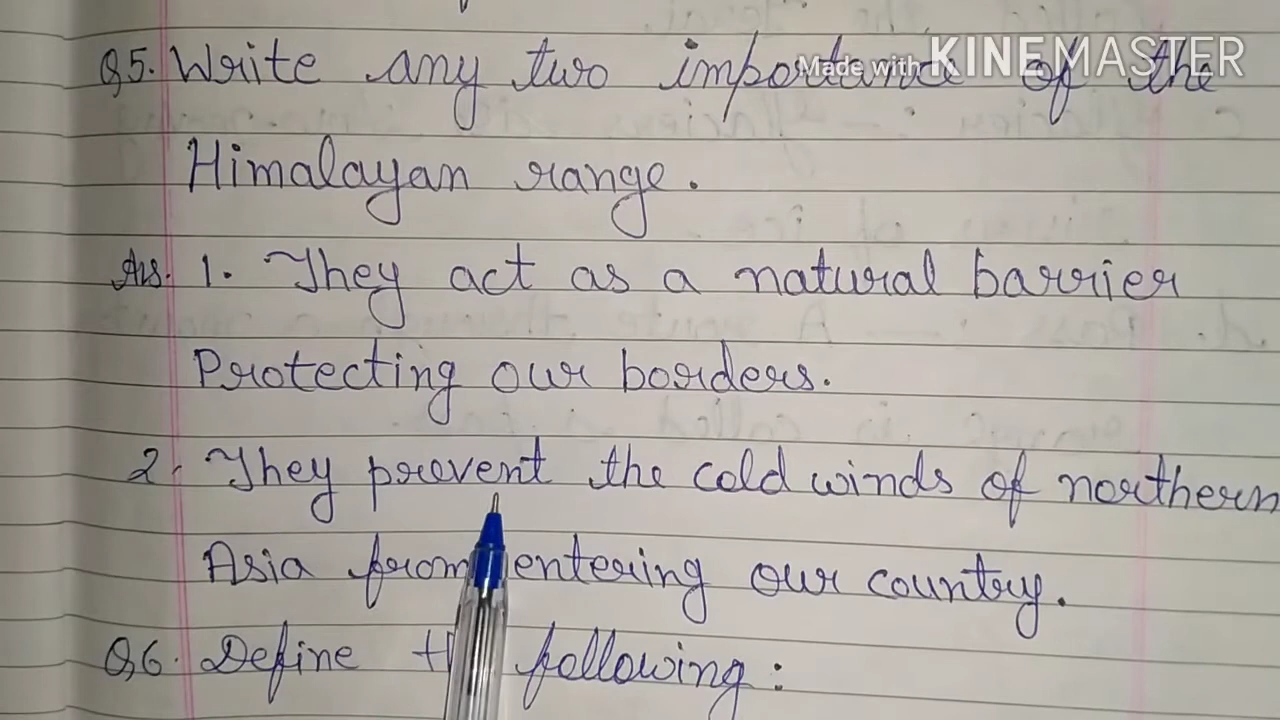 Q5. Write any two importance of the
Made with KINEMASTER
Himalayan range.
Ans. 1. They act as a natural barrier
Protecting our borders.
2. They prevent the cold winds of northern
Asia from entering our country.
Q6. Define following: